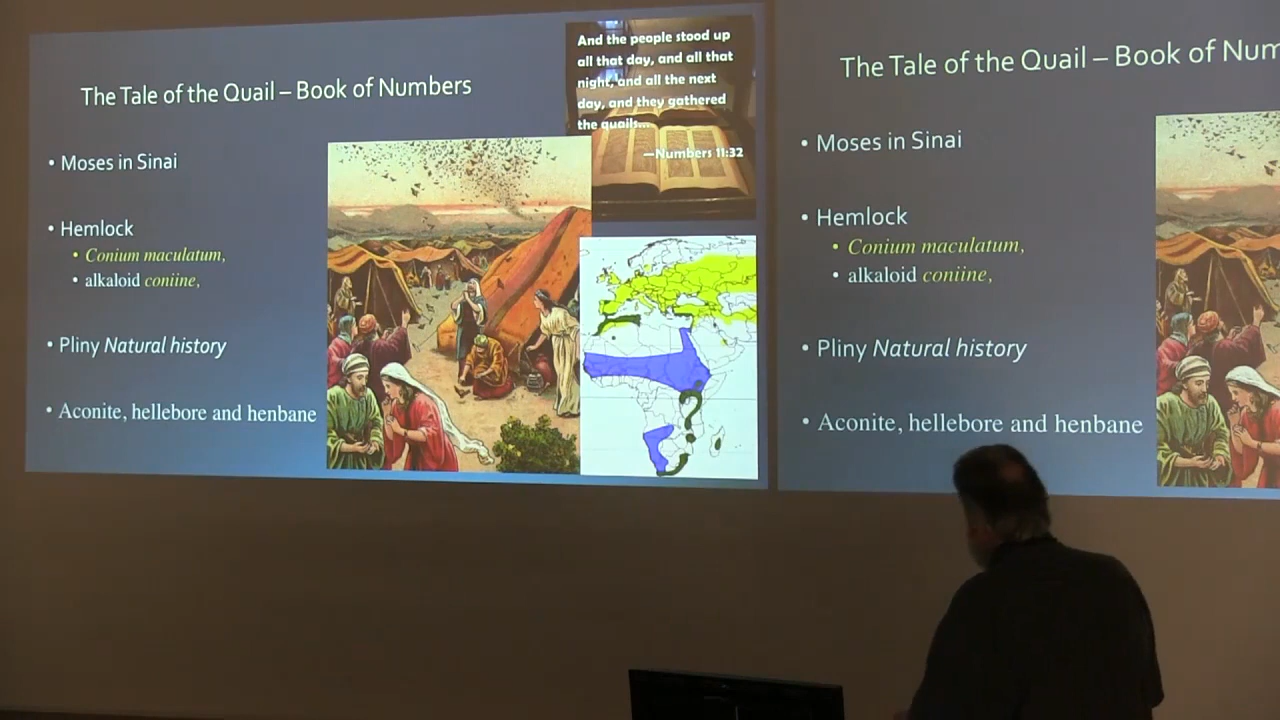 The Tale of the Quail – Book of Numbers
• Moses in Sinai
• Hemlock
• Conium maculatum,
• alkaloid coniine,
• Pliny Natural history
• Aconite, hellebore and henbane
And the people stood up
all that day, and all that
night, and all the next
day, and they gathered
the quails...
—Numbers 11:32
?
The Tale of the Quail – Book of Num
• Moses in Sinai
• Hemlock
• Conium maculatum,
• alkaloid coniine,
• Pliny Natural history
• Aconite, hellebore and henbane